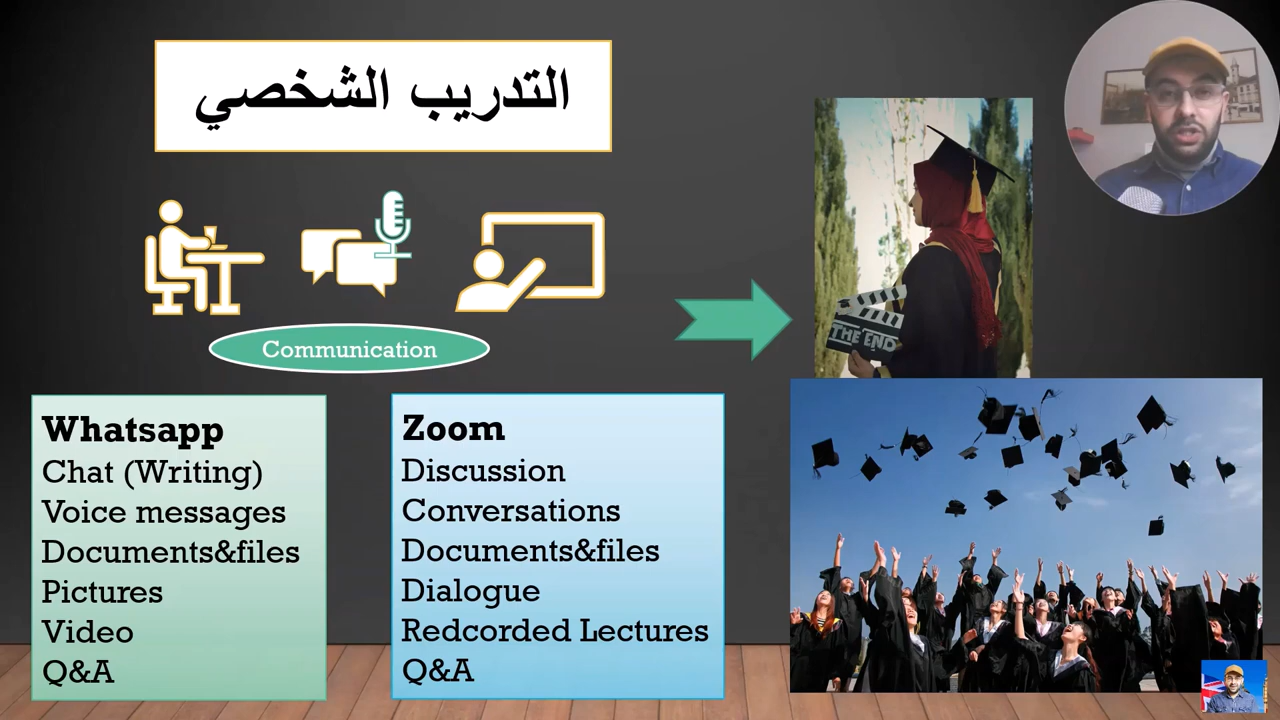 التدريب الشخصي
Communication
Whatsapp
Chat (Writing)
Voice messages
Documents&files
Pictures
Video
Q&A
Zoom
Discussion
Conversations
Documents&files
Dialogue
Redcorded Lectures
Q&A
THE END